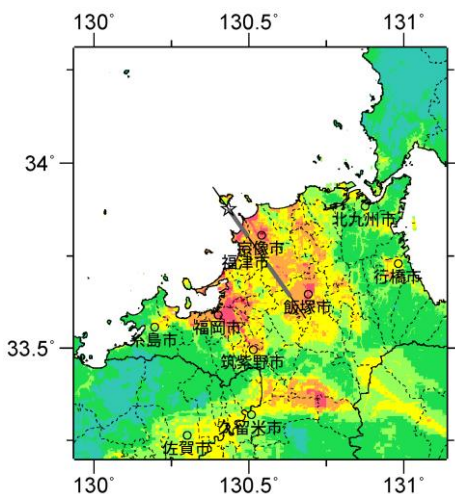 130˚ 130.5˚ 131˚
34˚
北九州市
宗像市
福津市
行橋市
飯塚市
福岡市
糸島市
33.5˚
筑紫野市
久留米市
佐賀市
130˚ 130.5˚ 131˚